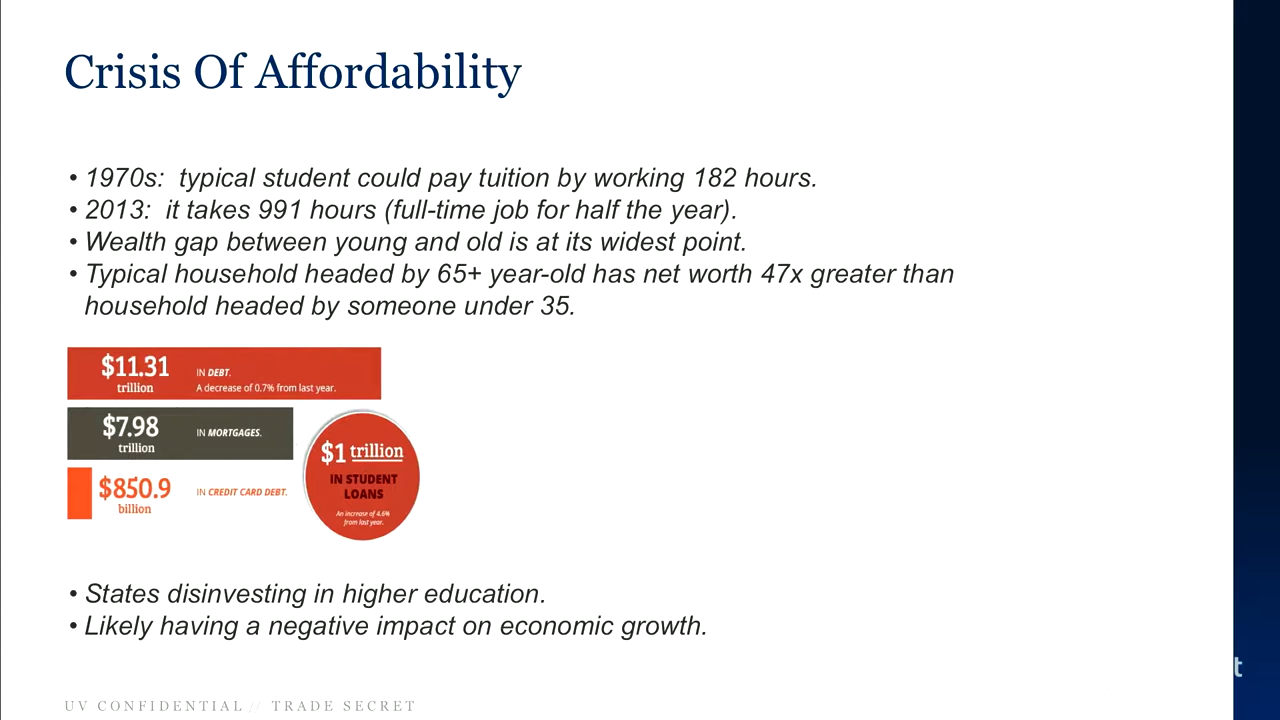 Crisis Of Affordability
• 1970s: typical student could pay tuition by working 182 hours.
• 2013: it takes 991 hours (full-time job for half the year).
• Wealth gap between young and old is at its widest point.
• Typical household headed by 65+ year-old has net worth 47x greater than
household headed by someone under 35.
$11.31
trillion
IN DEBT.
A decrease of 0.7% from last year.
$7.98
trillion
IN MORTGAGES.
$850.9
billion
IN CREDIT CARD DEBT.
$1 trillion
IN STUDENT
LOANS
An increase of 4.6%
from last year.
• States disinvesting in higher education.
• Likely having a negative impact on economic growth.
t
UV CONFIDENTIAL // TRADE SECRET